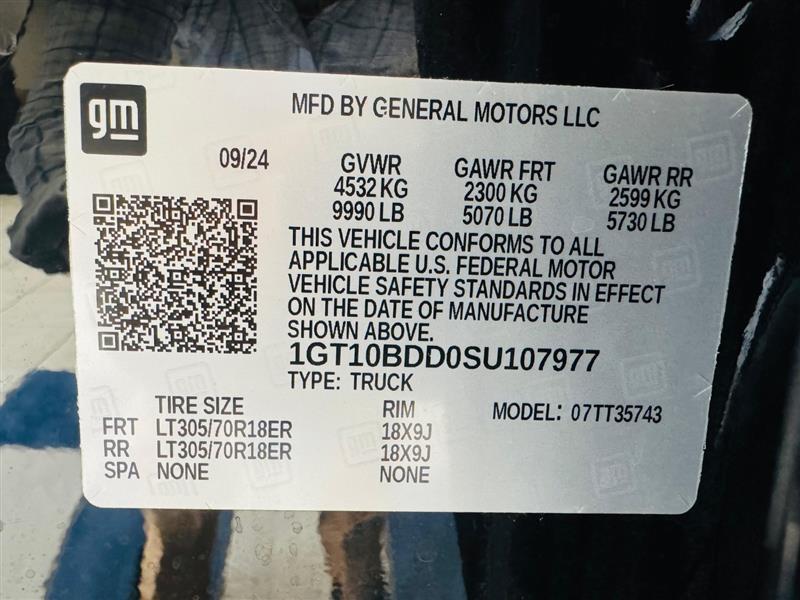 gm
MFD BY GENERAL MOTORS LLC
09/24
GVWR GAWR FRT GAWR RR
4532 KG 2300 KG 2599 KG
9990 LB 5070 LB 5730 LB
THIS VEHICLE CONFORMS TO ALL
APPLICABLE U.S. FEDERAL MOTOR
VEHICLE SAFETY STANDARDS IN EFFECT
ON THE DATE OF MANUFACTURE
SHOWN ABOVE.
1GT10BDD0SU107977
TYPE: TRUCK
TIRE SIZE RIM MODEL: 07TT35743
FRT LT305/70R18ER 18X9J
RR LT305/70R18ER 18X9J
SPA NONE NONE